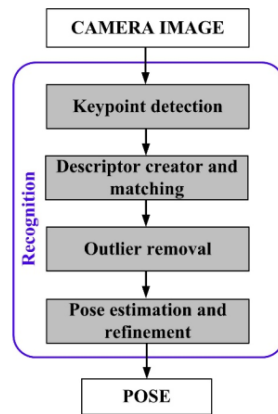 CAMERA IMAGE
Recognition
Keypoint detection
Descriptor creator and
matching
Outlier removal
Pose estimation and
refinement
POSE